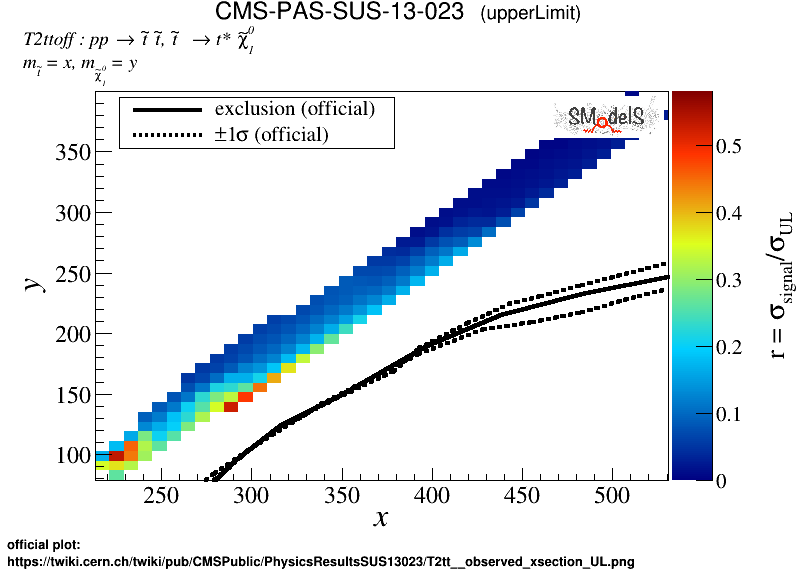 CMS-PAS-SUS-13-023 (upperLimit)
T2ttoff : pp → t̃ t̃, t̃ → t* χ̃₁⁰
m_t̃ = x, m_χ̃₁⁰ = y
exclusion (official)
±1σ (official)
SModelS
350
300
250
200
150
100
y
250 300 350 400 450 500
x
0.5
0.4
0.3
0.2
0.1
0
r = σ_signal/σ_UL
official plot:
https://twiki.cern.ch/twiki/pub/CMSPublic/PhysicsResultsSUS13023/T2tt__observed_xsection_UL.png